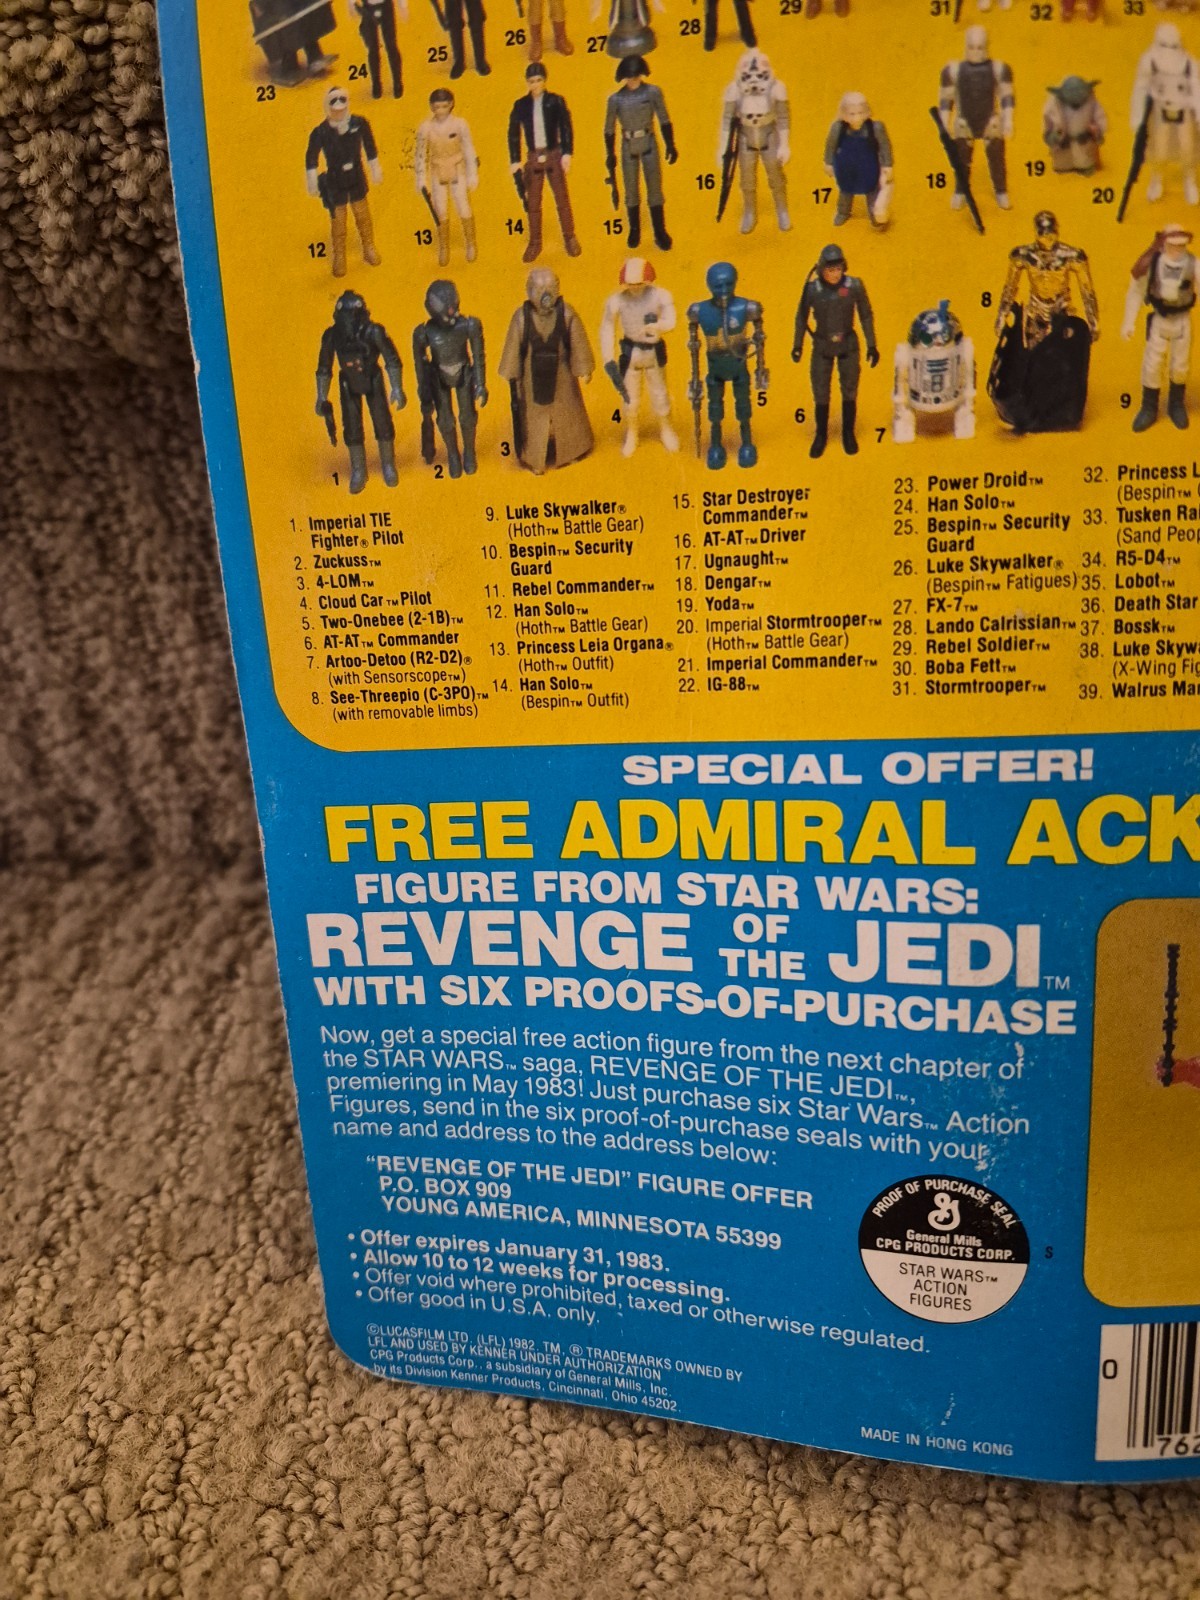 29
31
32
33
28
27
26
25
24
23
12
13
14
15
16
17
18
19
20
1
2
3
4
5
6
7
8
9
1. Imperial TIE
Fighter® Pilot
2. Zuckuss™
3. 4-LOM™
4. Cloud Car™ Pilot
5. Two-Onebee (2-1B)™
6. AT-AT™ Commander
7. Artoo-Detoo (R2-D2)®
(with Sensorscope™)
8. See-Threepio (C-3PO)™
(with removable limbs)
9. Luke Skywalker®
(Hoth™ Battle Gear)
10. Bespin™ Security
Guard
11. Rebel Commander™
12. Han Solo™
(Hoth™ Battle Gear)
13. Princess Leia Organa®
(Hoth™ Outfit)
14. Han Solo™
(Bespin™ Outfit)
15. Star Destroyer
Commander™
16. AT-AT™ Driver
17. Ugnaught™
18. Dengar™
19. Yoda™
20. Imperial Stormtrooper™
(Hoth™ Battle Gear)
21. Imperial Commander™
22. IG-88™
23. Power Droid™
24. Han Solo™
25. Bespin™ Security
Guard
26. Luke Skywalker®
(Bespin™ Fatigues)
27. FX-7™
28. Lando Calrissian™
29. Rebel Soldier™
30. Boba Fett™
31. Stormtrooper™
32. Princess L
(Bespin™
33. Tusken Rai
(Sand Peop
34. R5-D4™
35. Lobot™
36. Death Star
37. Bossk™
38. Luke Skyw
(X-Wing Fig
39. Walrus Ma
SPECIAL OFFER!
FREE ADMIRAL ACK
FIGURE FROM STAR WARS:
REVENGE OF THE JEDI™
WITH SIX PROOFS-OF-PURCHASE
Now, get a special free action figure from the next chapter of
the STAR WARS™ saga, REVENGE OF THE JEDI™,
premiering in May 1983! Just purchase six Star Wars™ Action
Figures, send in the six proof-of-purchase seals with your
name and address to the address below:
"REVENGE OF THE JEDI" FIGURE OFFER
P.O. BOX 909
YOUNG AMERICA, MINNESOTA 55399
• Offer expires January 31, 1983.
• Allow 10 to 12 weeks for processing.
• Offer void where prohibited, taxed or otherwise regulated.
• Offer good in U.S.A. only.
PROOF OF PURCHASE SEAL
General Mills
CPG PRODUCTS CORP.
STAR WARS™
ACTION
FIGURES
S
©LUCASFILM LTD. (LFL) 1982. TM, ® TRADEMARKS OWNED BY
LFL AND USED BY KENNER UNDER AUTHORIZATION
CPG Products Corp., a subsidiary of General Mills, Inc.
by its Division Kenner Products, Cincinnati, Ohio 45202.
MADE IN HONG KONG
0
762